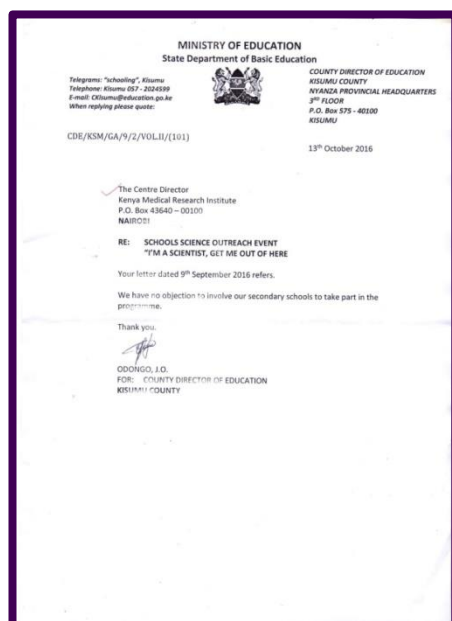 MINISTRY OF EDUCATION
State Department of Basic Education
Telegrams: "schooling", Kisumu
Telephone: Kisumu 057 - 2024599
E-mail: CKisumu@education.go.ke
When replying please quote:
COUNTY DIRECTOR OF EDUCATION
KISUMU COUNTY
NYANZA PROVINCIAL HEADQUARTERS
3RD FLOOR
P.O. Box 575 - 40100
KISUMU
CDE/KSM/GA/9/2/VOL.II/(101)
13th October 2016
The Centre Director
Kenya Medical Research Institute
P.O. Box 43640 – 00100
NAIROBI
RE: SCHOOLS SCIENCE OUTREACH EVENT
"I'M A SCIENTIST, GET ME OUT OF HERE
Your letter dated 9th September 2016 refers.
We have no objection to involve our secondary schools to take part in the
programme.
Thank you.
ODONGO, J.O.
FOR: COUNTY DIRECTOR OF EDUCATION
KISUMU COUNTY